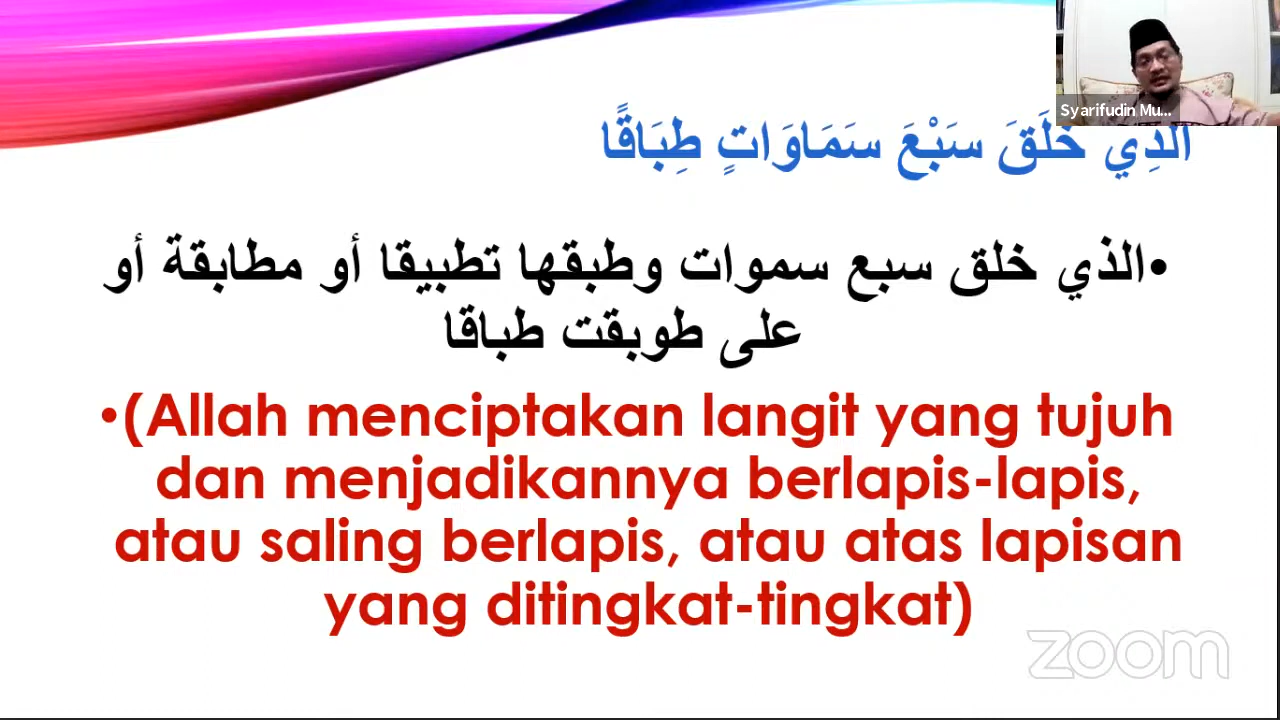 Syarifudin Mu...
الَّذِي خَلَقَ سَبْعَ سَمَاوَاتٍ طِبَاقًا
•الذي خلق سبع سموات وطبقها تطبيقا أو مطابقة أو
على طوبقت طباقا
•(Allah menciptakan langit yang tujuh
dan menjadikannya berlapis-lapis,
atau saling berlapis, atau atas lapisan
yang ditingkat-tingkat)
zoom